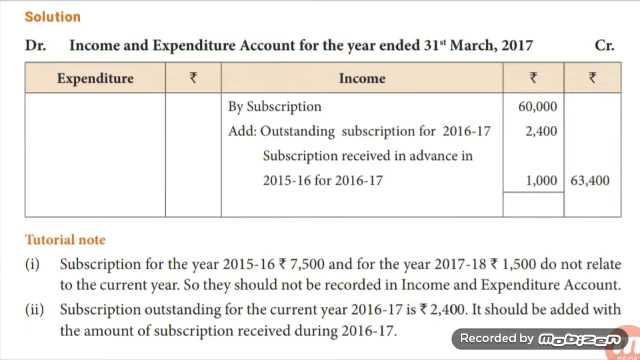 Solution
Dr. Income and Expenditure Account for the year ended 31st March, 2017 Cr.
Expenditure ₹ Income ₹ ₹
By Subscription 60,000
Add: Outstanding subscription for 2016-17 2,400
Subscription received in advance in
2015-16 for 2016-17 1,000 63,400
Tutorial note
(i) Subscription for the year 2015-16 ₹ 7,500 and for the year 2017-18 ₹ 1,500 do not relate
to the current year. So they should not be recorded in Income and Expenditure Account.
(ii) Subscription outstanding for the current year 2016-17 is ₹ 2,400. It should be added with
the amount of subscription received during 2016-17.
Recorded by mobizen